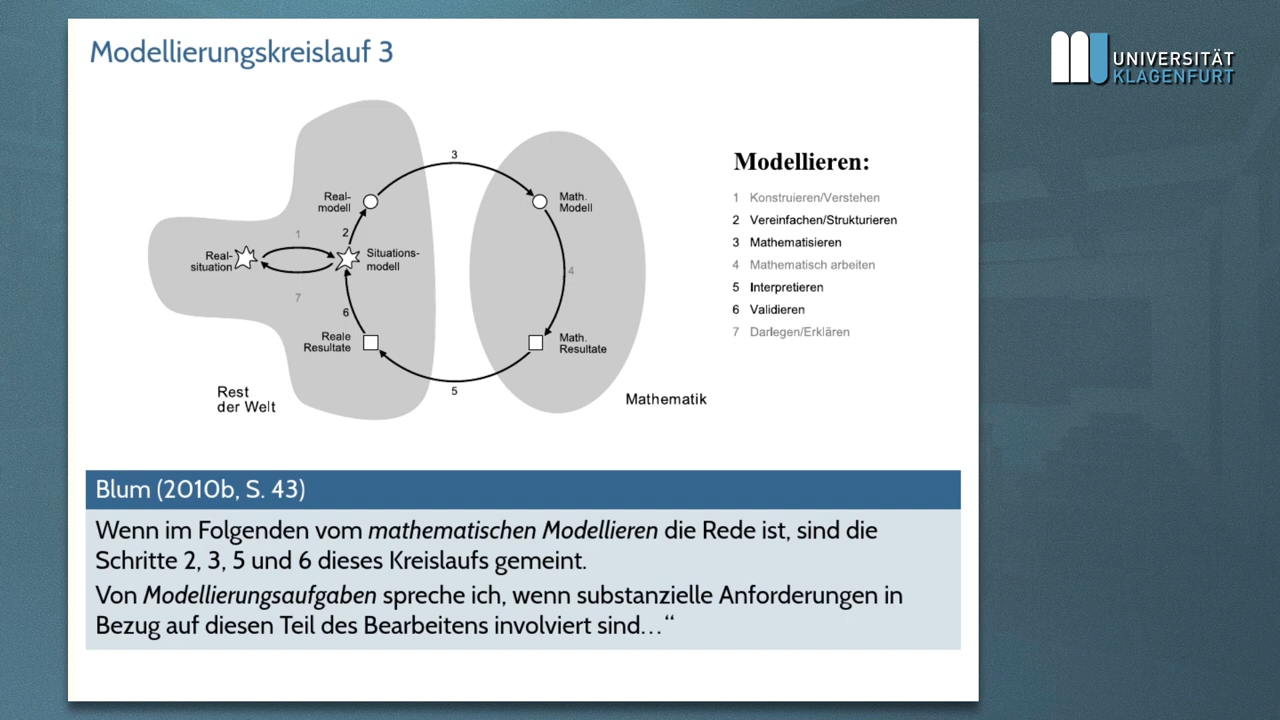 Modellierungskreislauf 3
UNIVERSITÄT
KLAGENFURT
3
Real-
modell
Math.
Modell
2
1
Real-
situation
Situations-
modell
4
7
6
Reale
Resultate
Math.
Resultate
5
Rest
der Welt
Mathematik
Modellieren:
1 Konstruieren/Verstehen
2 Vereinfachen/Strukturieren
3 Mathematisieren
4 Mathematisch arbeiten
5 Interpretieren
6 Validieren
7 Darlegen/Erklären
Blum (2010b, S. 43)
Wenn im Folgenden vom mathematischen Modellieren die Rede ist, sind die
Schritte 2, 3, 5 und 6 dieses Kreislaufs gemeint.
Von Modellierungsaufgaben spreche ich, wenn substanzielle Anforderungen in
Bezug auf diesen Teil des Bearbeitens involviert sind…“